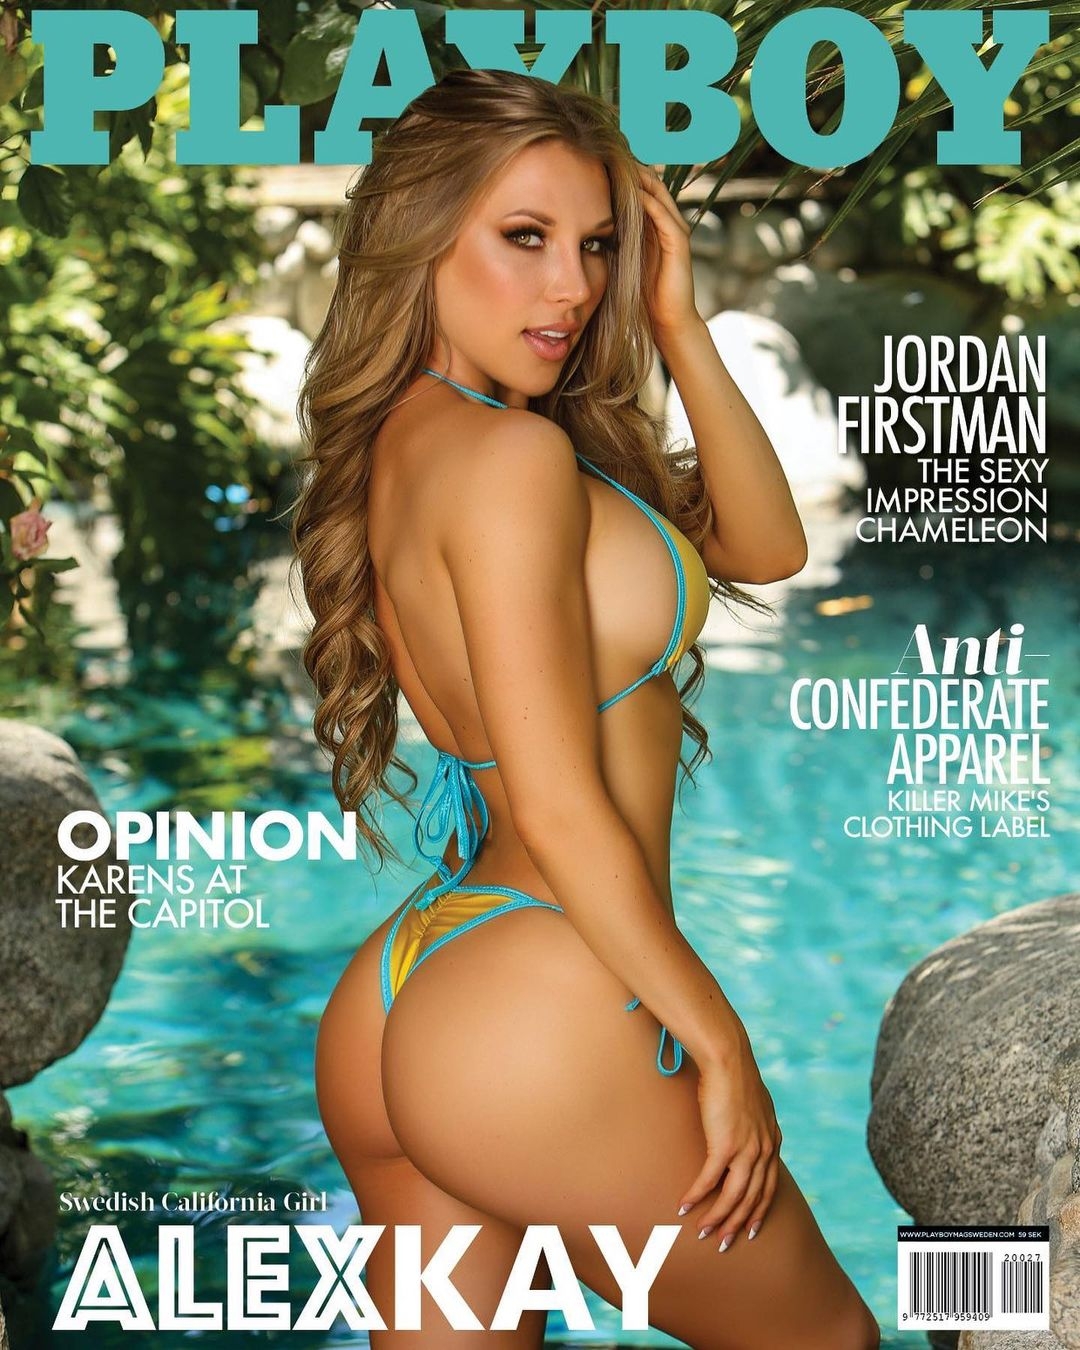 PLAYBOY
JORDAN
FIRSTMAN
THE SEXY
IMPRESSION
CHAMELEON
Anti-
CONFEDERATE
APPAREL
KILLER MIKE'S
CLOTHING LABEL
OPINION
KARENS AT
THE CAPITOL
Swedish California Girl
ALEXKAY
WWW.PLAYBOYMAGSWEDEN.COM 59 SEK
20027
9 772517 959409